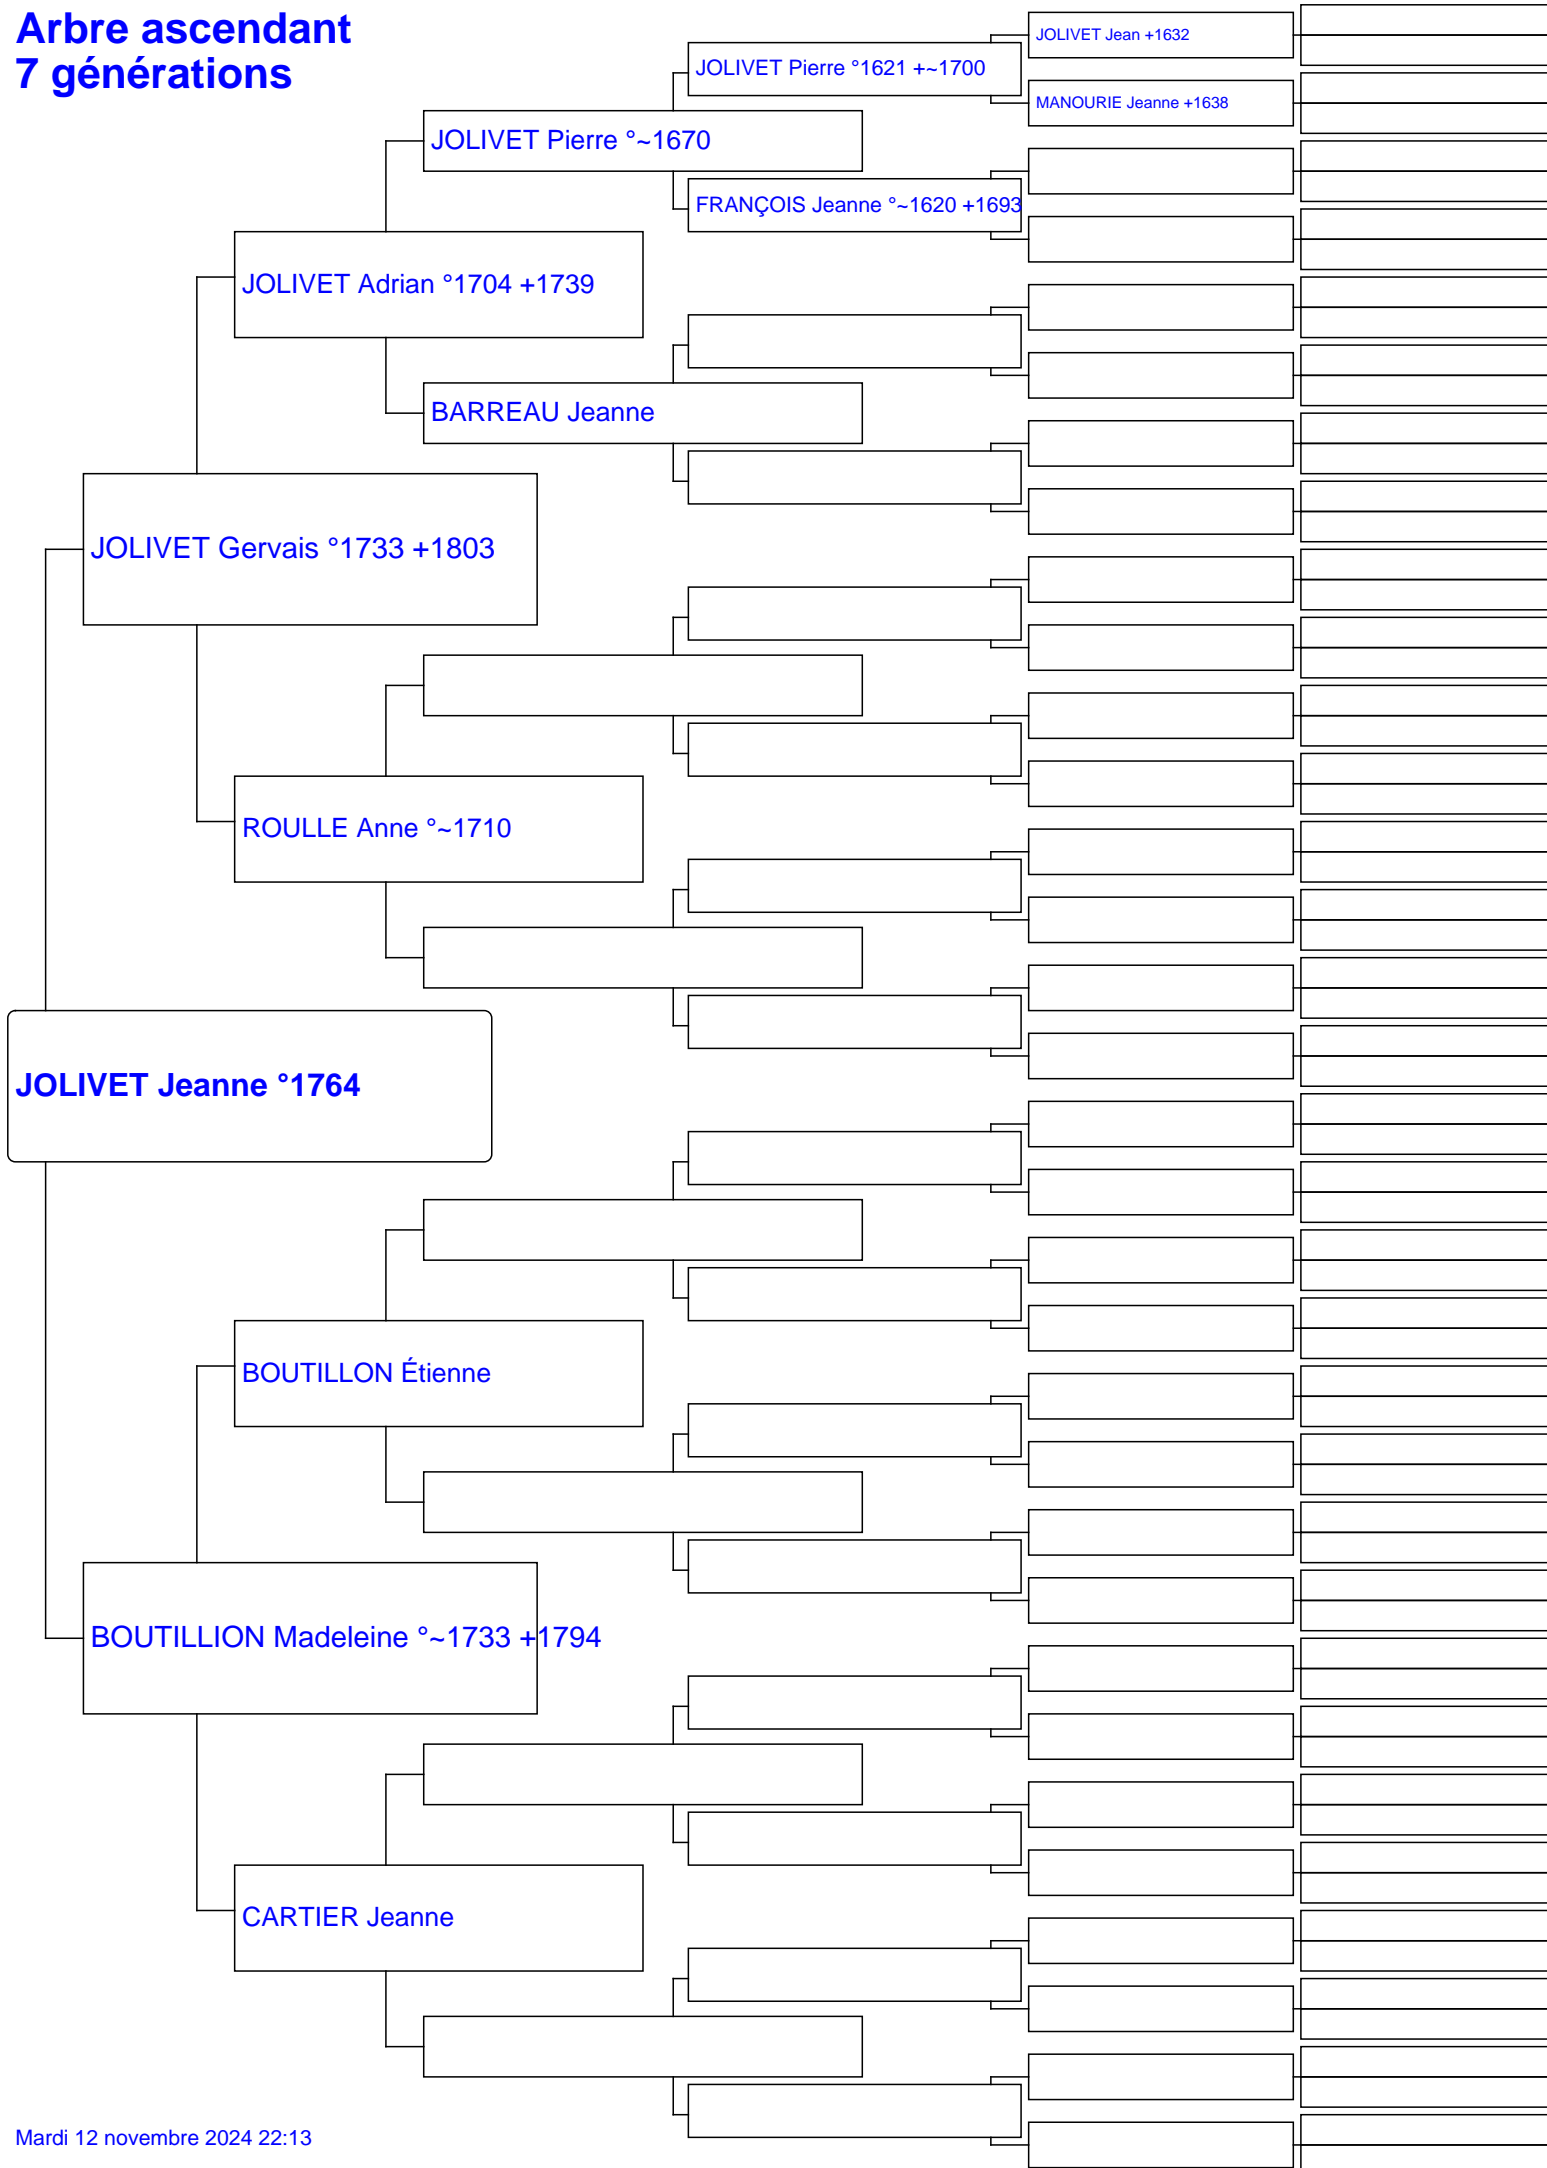 Arbre ascendant
7 générations
JOLIVET Jean +1632
JOLIVET Pierre °1621 +~1700
MANOURIE Jeanne +1638
JOLIVET Pierre °~1670
FRANÇOIS Jeanne °~1620 +1693
JOLIVET Adrian °1704 +1739
BARREAU Jeanne
JOLIVET Gervais °1733 +1803
ROULLE Anne °~1710
JOLIVET Jeanne °1764
BOUTILLON Étienne
BOUTILLION Madeleine °~1733 +1794
CARTIER Jeanne
Mardi 12 novembre 2024 22:13